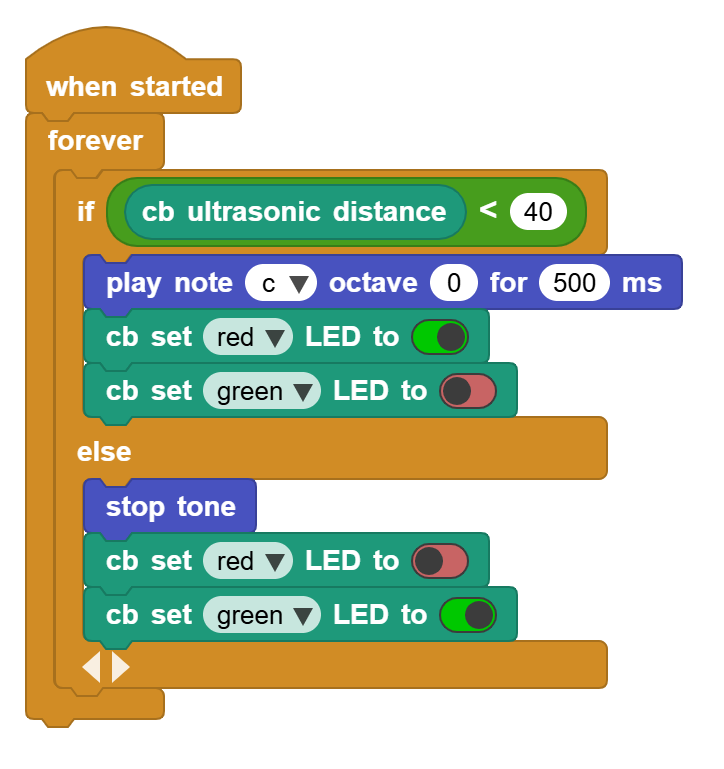 when started
forever
if cb ultrasonic distance < 40
play note c octave 0 for 500 ms
cb set red LED to
cb set green LED to
else
stop tone
cb set red LED to
cb set green LED to